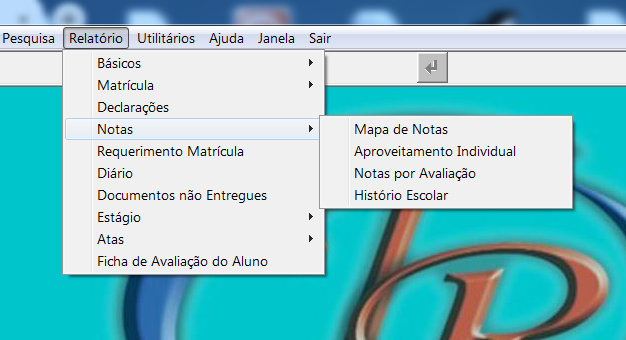 Pesquisa Relatório Utilitários Ajuda Janela Sair
Básicos
Matrícula
Declarações
Notas
Requerimento Matrícula
Diário
Documentos não Entregues
Estágio
Atas
Ficha de Avaliação do Aluno
Mapa de Notas
Aproveitamento Individual
Notas por Avaliação
Histório Escolar